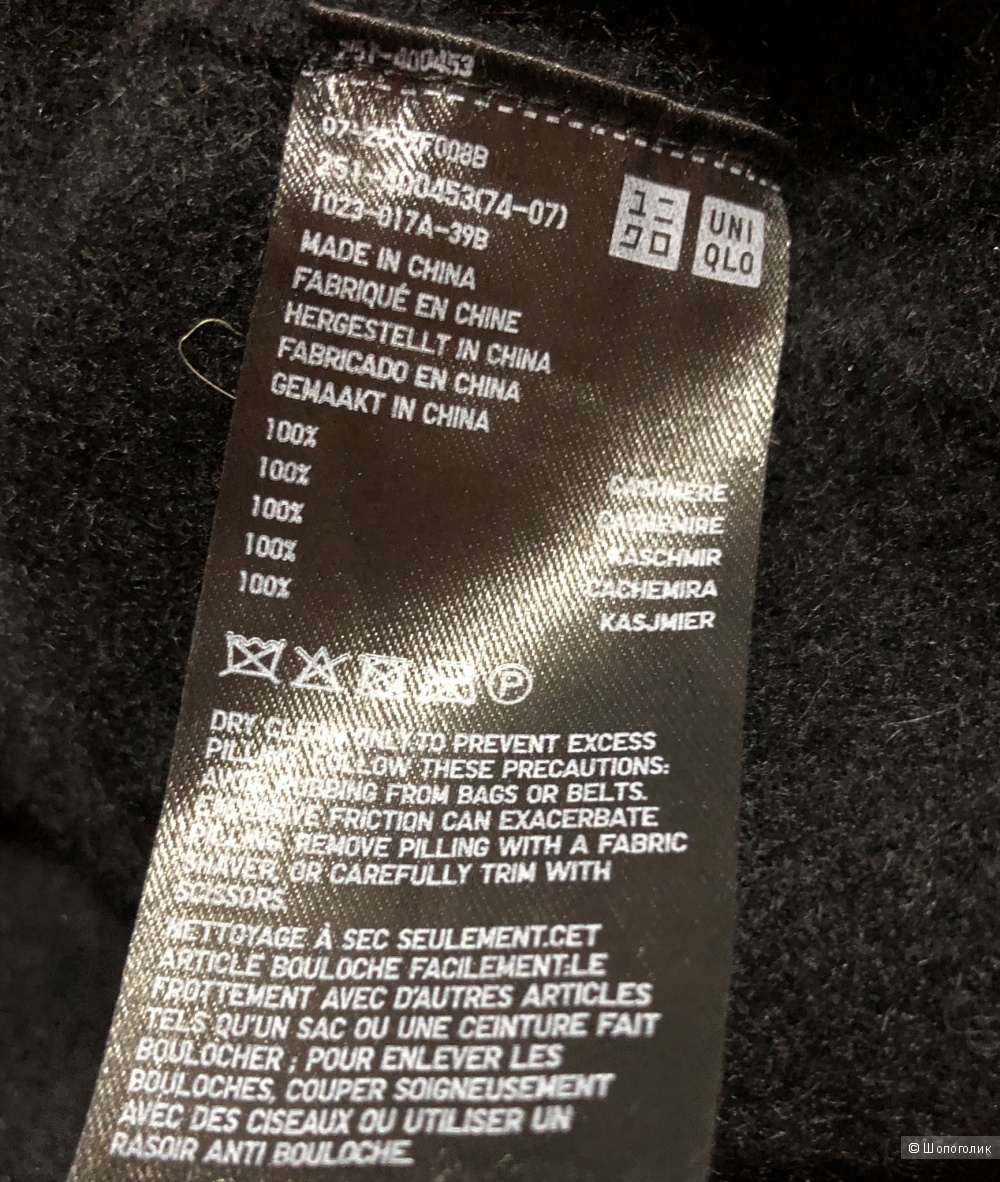 251-400453
F008B
251-400453(74-07)
1023-017A-39B
ユニ
クロ
UNI
QLO
MADE IN CHINA
FABRIQUÉ EN CHINE
HERGESTELLT IN CHINA
FABRICADO EN CHINA
GEMAAKT IN CHINA
100% CASHMERE
100% CACHEMIRE
100% KASCHMIR
100% CACHEMIRA
100% KASJMIER
P
DRY CLEAN ONLY.TO PREVENT EXCESS
PILLING, FOLLOW THESE PRECAUTIONS:
AVOID RUBBING FROM BAGS OR BELTS.
EXCESSIVE FRICTION CAN EXACERBATE
PILLING. REMOVE PILLING WITH A FABRIC
SHAVER, OR CAREFULLY TRIM WITH
SCISSORS.
NETTOYAGE À SEC SEULEMENT.CET
ARTICLE BOULOCHE FACILEMENT:LE
FROTTEMENT AVEC D'AUTRES ARTICLES
TELS QU'UN SAC OU UNE CEINTURE FAIT
BOULOCHER ; POUR ENLEVER LES
BOULOCHES, COUPER SOIGNEUSEMENT
AVEC DES CISEAUX OU UTILISER UN
RASOIR ANTI BOULOCHE.
© Шопоголик